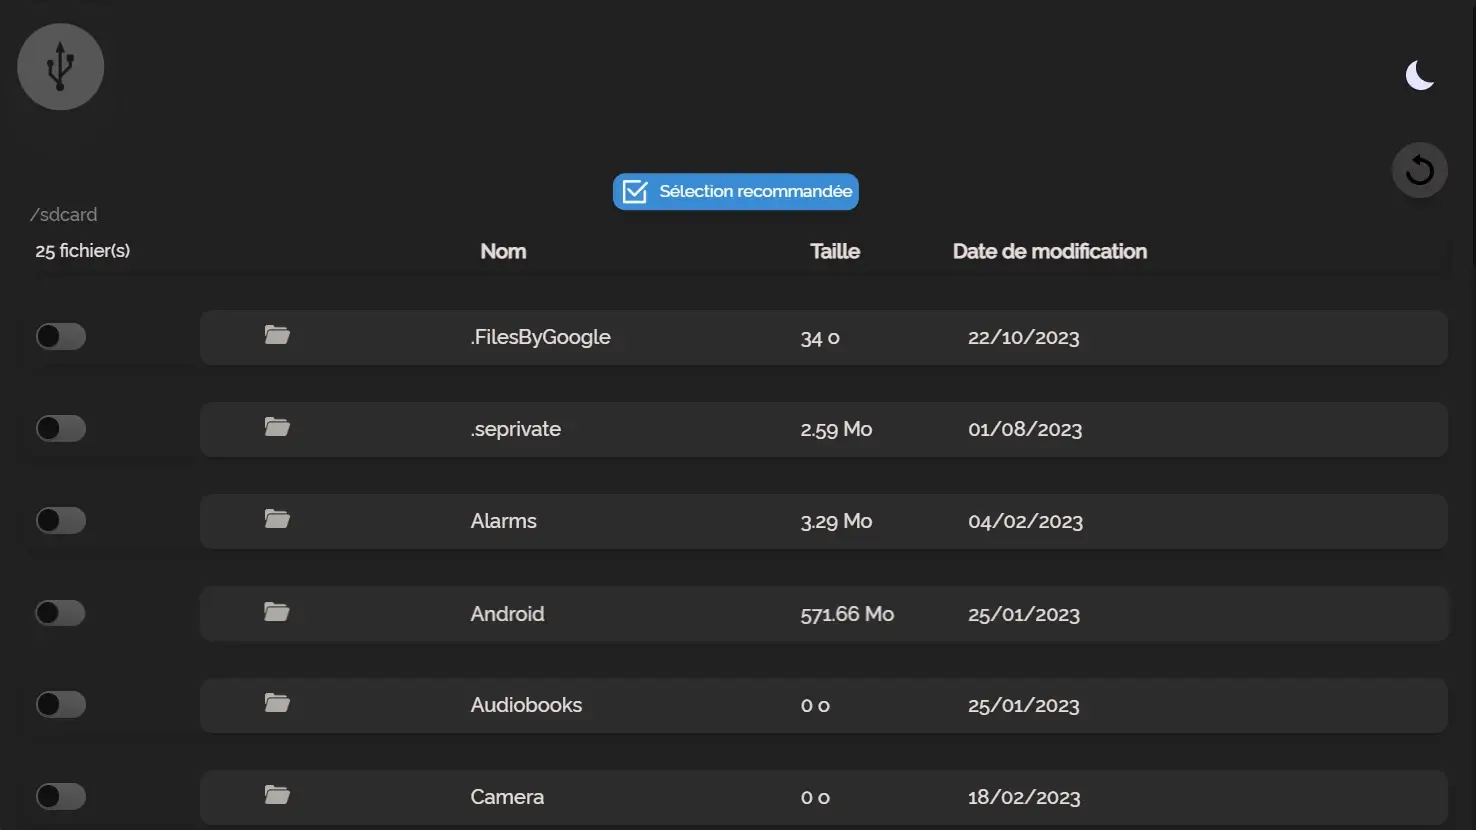 Sélection recommandée
/sdcard
25 fichier(s) Nom Taille Date de modification
.FilesByGoogle 34 o 22/10/2023
.seprivate 2.59 Mo 01/08/2023
Alarms 3.29 Mo 04/02/2023
Android 571.66 Mo 25/01/2023
Audiobooks 0 o 25/01/2023
Camera 0 o 18/02/2023